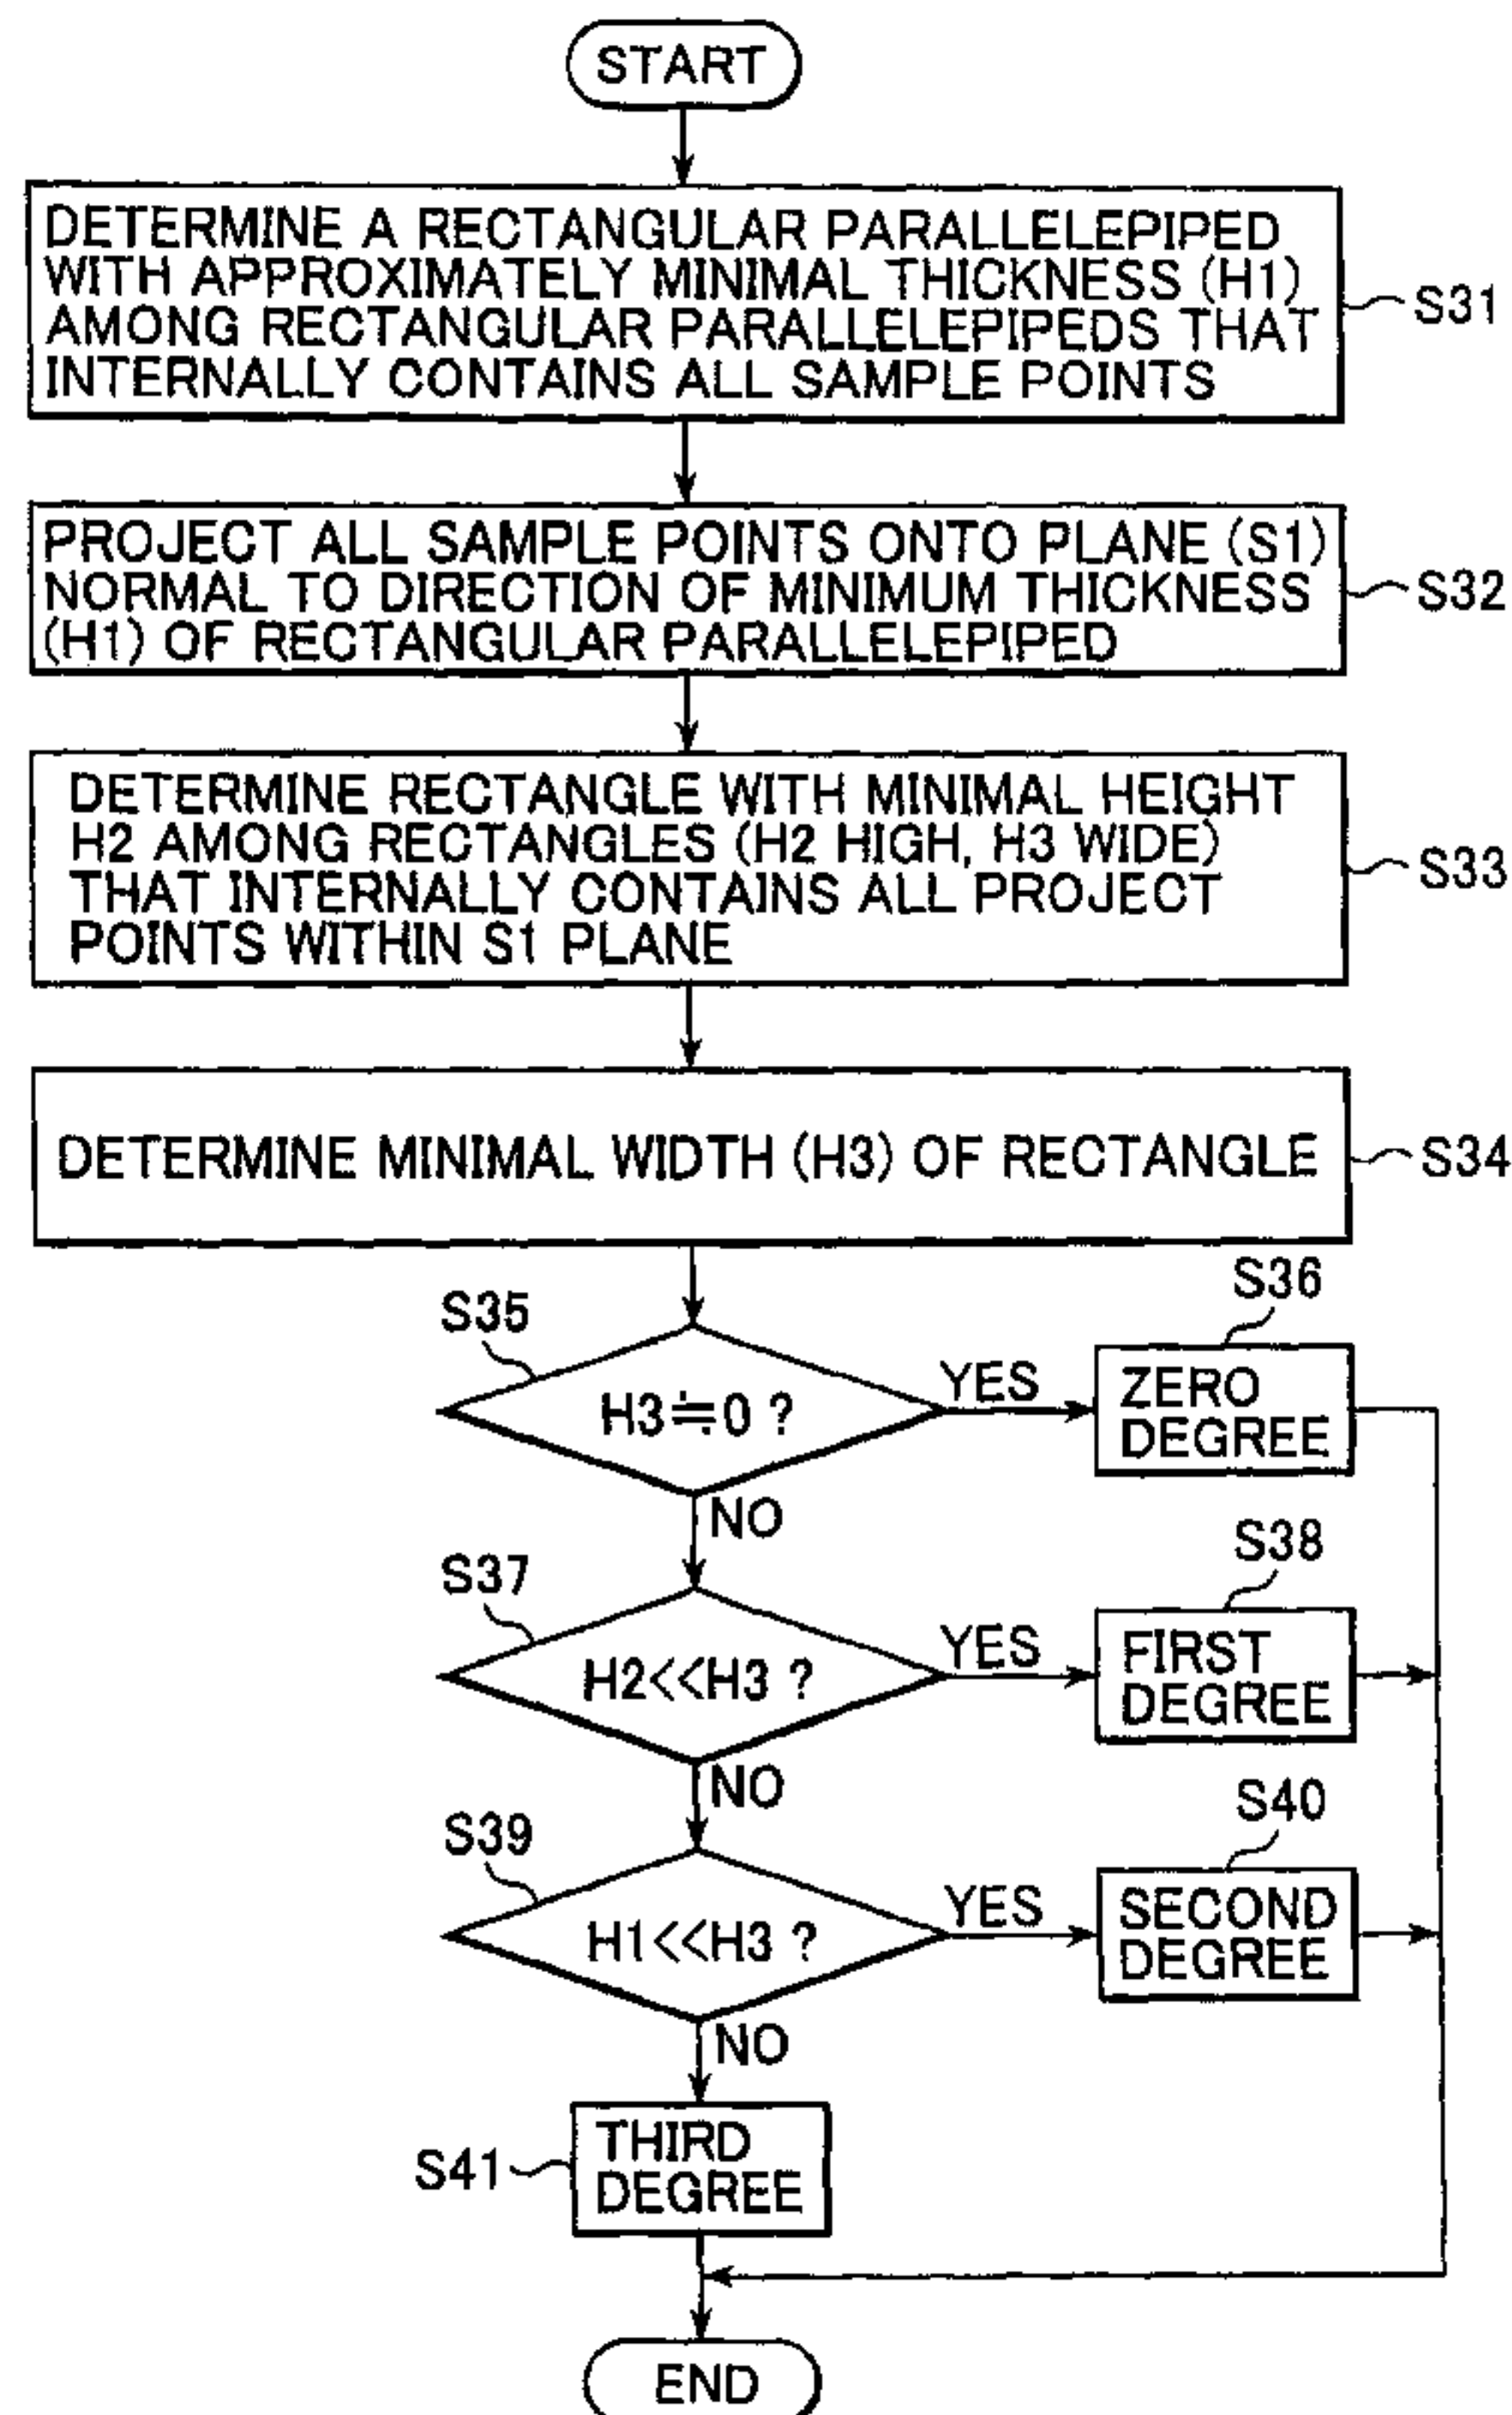 START
DETERMINE A RECTANGULAR PARALLELEPIPED
WITH APPROXIMATELY MINIMAL THICKNESS (H1)
AMONG RECTANGULAR PARALLELEPIPEDS THAT
INTERNALLY CONTAINS ALL SAMPLE POINTS
S31
PROJECT ALL SAMPLE POINTS ONTO PLANE (S1)
NORMAL TO DIRECTION OF MINIMUM THICKNESS
(H1) OF RECTANGULAR PARALLELEPIPED
S32
DETERMINE RECTANGLE WITH MINIMAL HEIGHT
H2 AMONG RECTANGLES (H2 HIGH, H3 WIDE)
THAT INTERNALLY CONTAINS ALL PROJECT
POINTS WITHIN S1 PLANE
S33
DETERMINE MINIMAL WIDTH (H3) OF RECTANGLE
S34
S35
H3≒0 ?
YES
S36
ZERO
DEGREE
NO
S37
H2<<H3 ?
YES
S38
FIRST
DEGREE
NO
S39
H1<<H3 ?
YES
S40
SECOND
DEGREE
NO
S41
THIRD
DEGREE
END